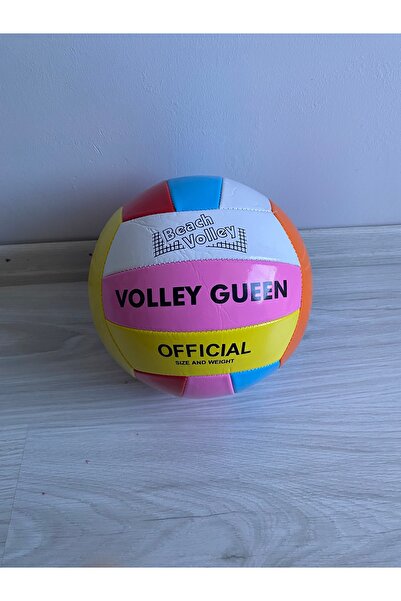 Beach
Volley
VOLLEY GUEEN
OFFICIAL
SIZE AND WEIGHT